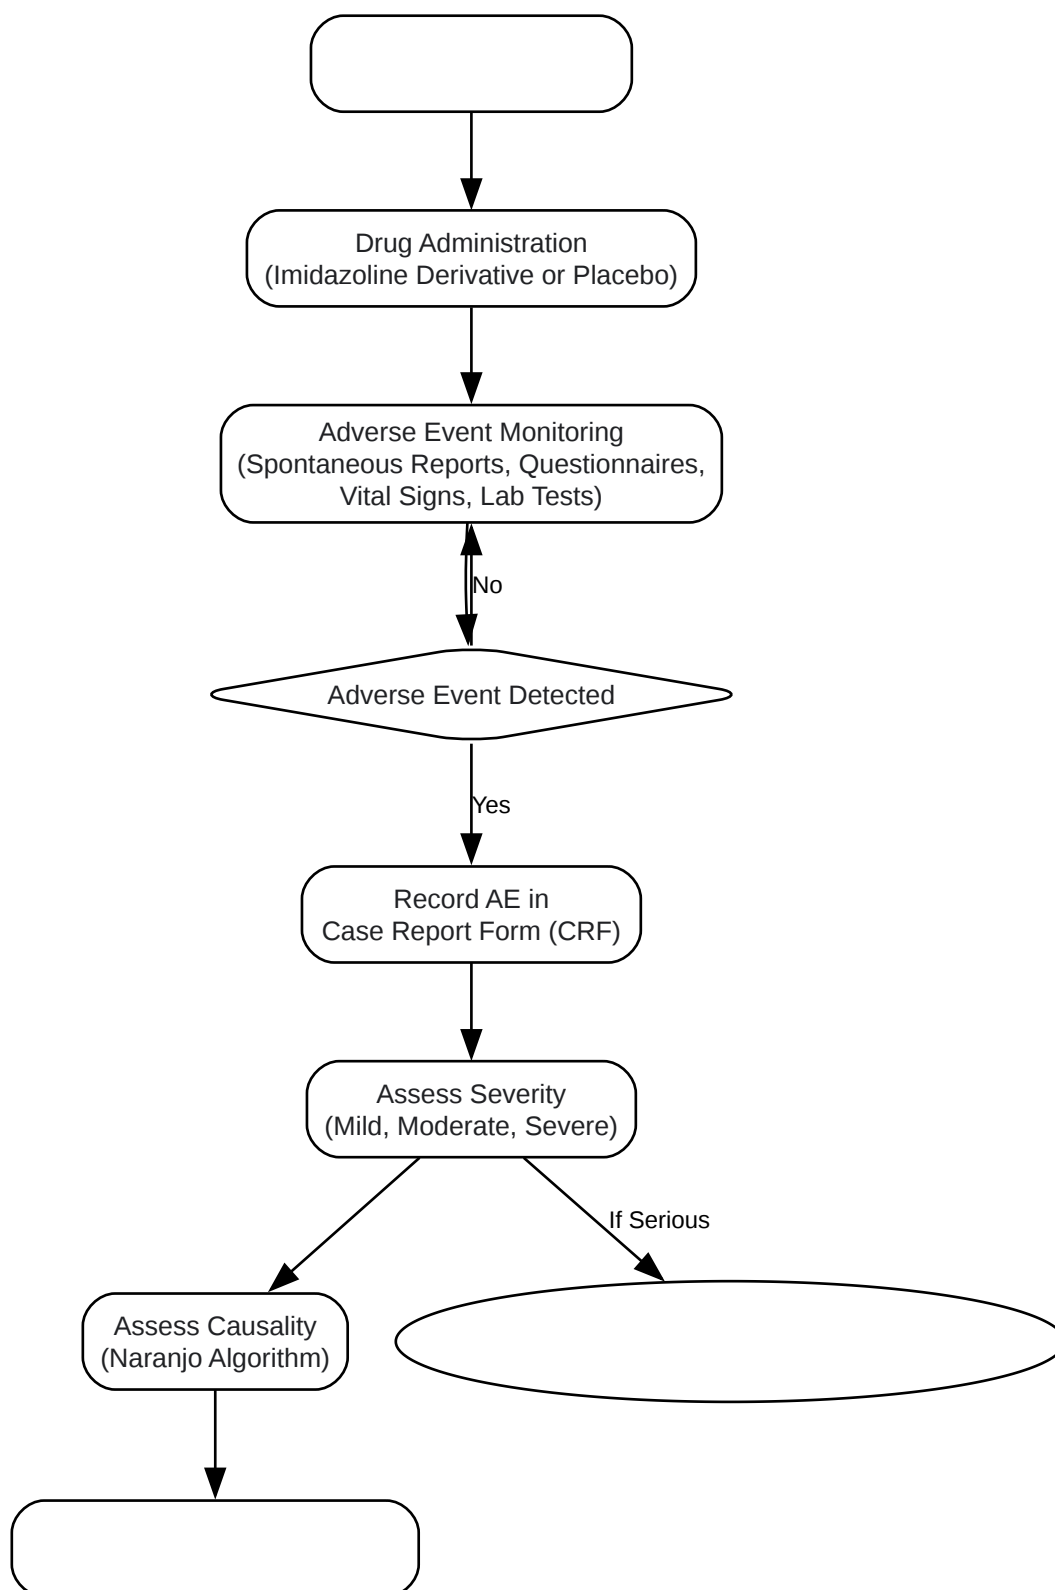 Drug Administration
(Imidazoline Derivative or Placebo)
Adverse Event Monitoring
(Spontaneous Reports, Questionnaires,
Vital Signs, Lab Tests)
No
Adverse Event Detected
Yes
Record AE in
Case Report Form (CRF)
Assess Severity
(Mild, Moderate, Severe)
If Serious
Assess Causality
(Naranjo Algorithm)